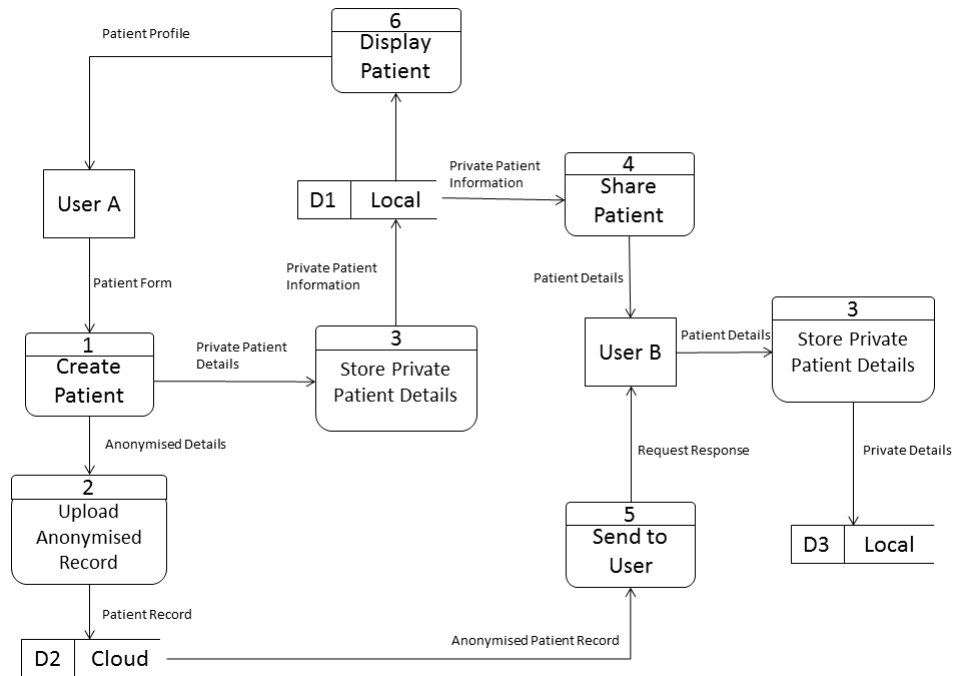 6
Patient Profile
Display
Patient
4
Private Patient
Information
Share
Patient
D1
Local
User A
Private Patient
Information
Patient Details
Patient Form
3
Store Private
Patient Details
User B
Patient Details
3
Store Private
Patient Details
1
Create
Patient
Private Patient
Details
Anonymised Details
Request Response
Private Details
2
Upload
Anonymised
Record
5
Send to
User
D3
Local
Patient Record
Anonymised Patient Record
D2
Cloud